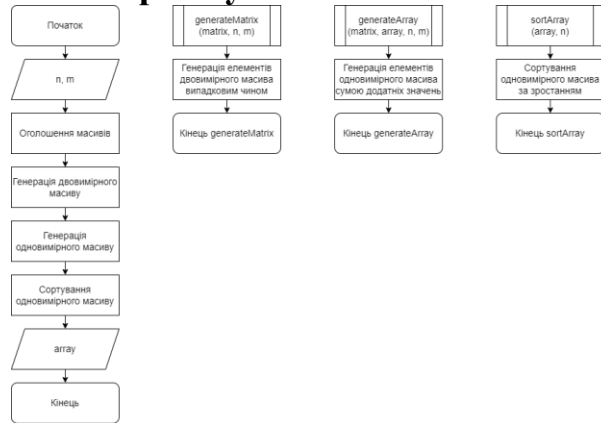 Початок
n, m
Оголошення масивів
Генерація двовимірного
масиву
Генерація
одновимірного масиву
Сортування
одновимірного масиву
array
Кінець
generateMatrix
(matrix, n, m)
Генерація елементів
двовимірного масива
випадковим чином
Кінець generateMatrix
generateArray
(matrix, array, n, m)
Генерація елементів
одновимірного масива
сумою додатніх значень
Кінець generateArray
sortArray
(array, n)
Сортування
одновимірного масива
за зростанням
Кінець sortArray